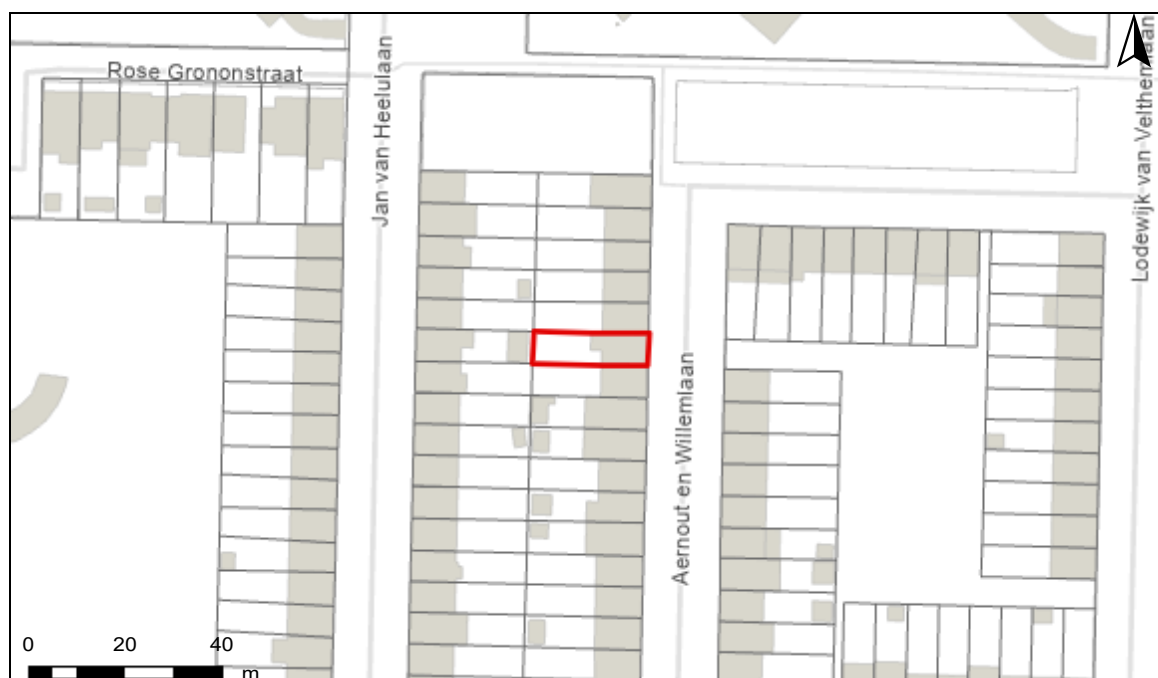 Rose Grononstraat
Jan van Heelulaan
Aernout en Willemlaan
Lodewijk van Velthemlaan
0 20 40
m